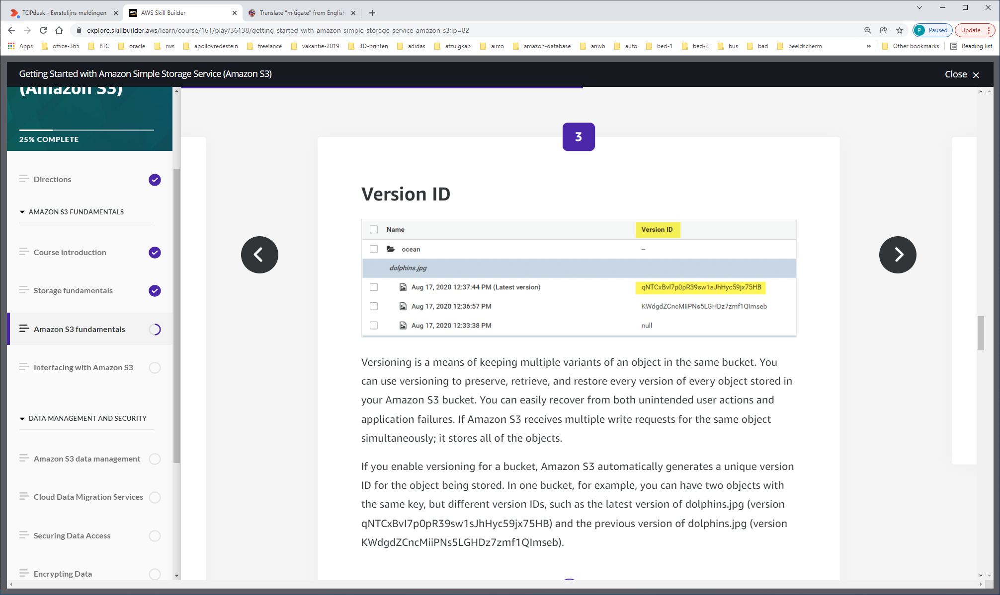 TOPdesk - Eerstelijns meldingen
AWS Skill Builder
Translate "mitigate" from English
explore.skillbuilder.aws/learn/course/161/play/36138/getting-started-with-amazon-simple-storage-service-amazon-s3;lp=82
P Paused
Update
Apps office-365 BTC oracle rws apollovredestein freelance vakantie-2019 3D-printen adidas afzuigkap airco amazon-database anwb auto bed-1 bed-2 bus bad beeldscherm » Other bookmarks Reading list
Getting Started with Amazon Simple Storage Service (Amazon S3)
Close
(Amazon S3)
25% COMPLETE
Directions
AMAZON S3 FUNDAMENTALS
Course introduction
Storage fundamentals
Amazon S3 fundamentals
Interfacing with Amazon S3
DATA MANAGEMENT AND SECURITY
Amazon S3 data management
Cloud Data Migration Services
Securing Data Access
Encrypting Data
3
Version ID
Name Version ID
ocean --
dolphins.jpg
Aug 17, 2020 12:37:44 PM (Latest version) qNTCxBvI7p0pR39sw1sJhHyc59jx75HB
Aug 17, 2020 12:36:57 PM KWdgdZCncMiiPNs5LGHDz7zmf1QImseb
Aug 17, 2020 12:33:38 PM null
Versioning is a means of keeping multiple variants of an object in the same bucket. You
can use versioning to preserve, retrieve, and restore every version of every object stored in
your Amazon S3 bucket. You can easily recover from both unintended user actions and
application failures. If Amazon S3 receives multiple write requests for the same object
simultaneously; it stores all of the objects.
If you enable versioning for a bucket, Amazon S3 automatically generates a unique version
ID for the object being stored. In one bucket, for example, you can have two objects with
the same key, but different version IDs, such as the latest version of dolphins.jpg (version
qNTCxBvI7p0pR39sw1sJhHyc59jx75HB) and the previous version of dolphins.jpg (version
KWdgdZCncMiiPNs5LGHDz7zmf1QImseb).